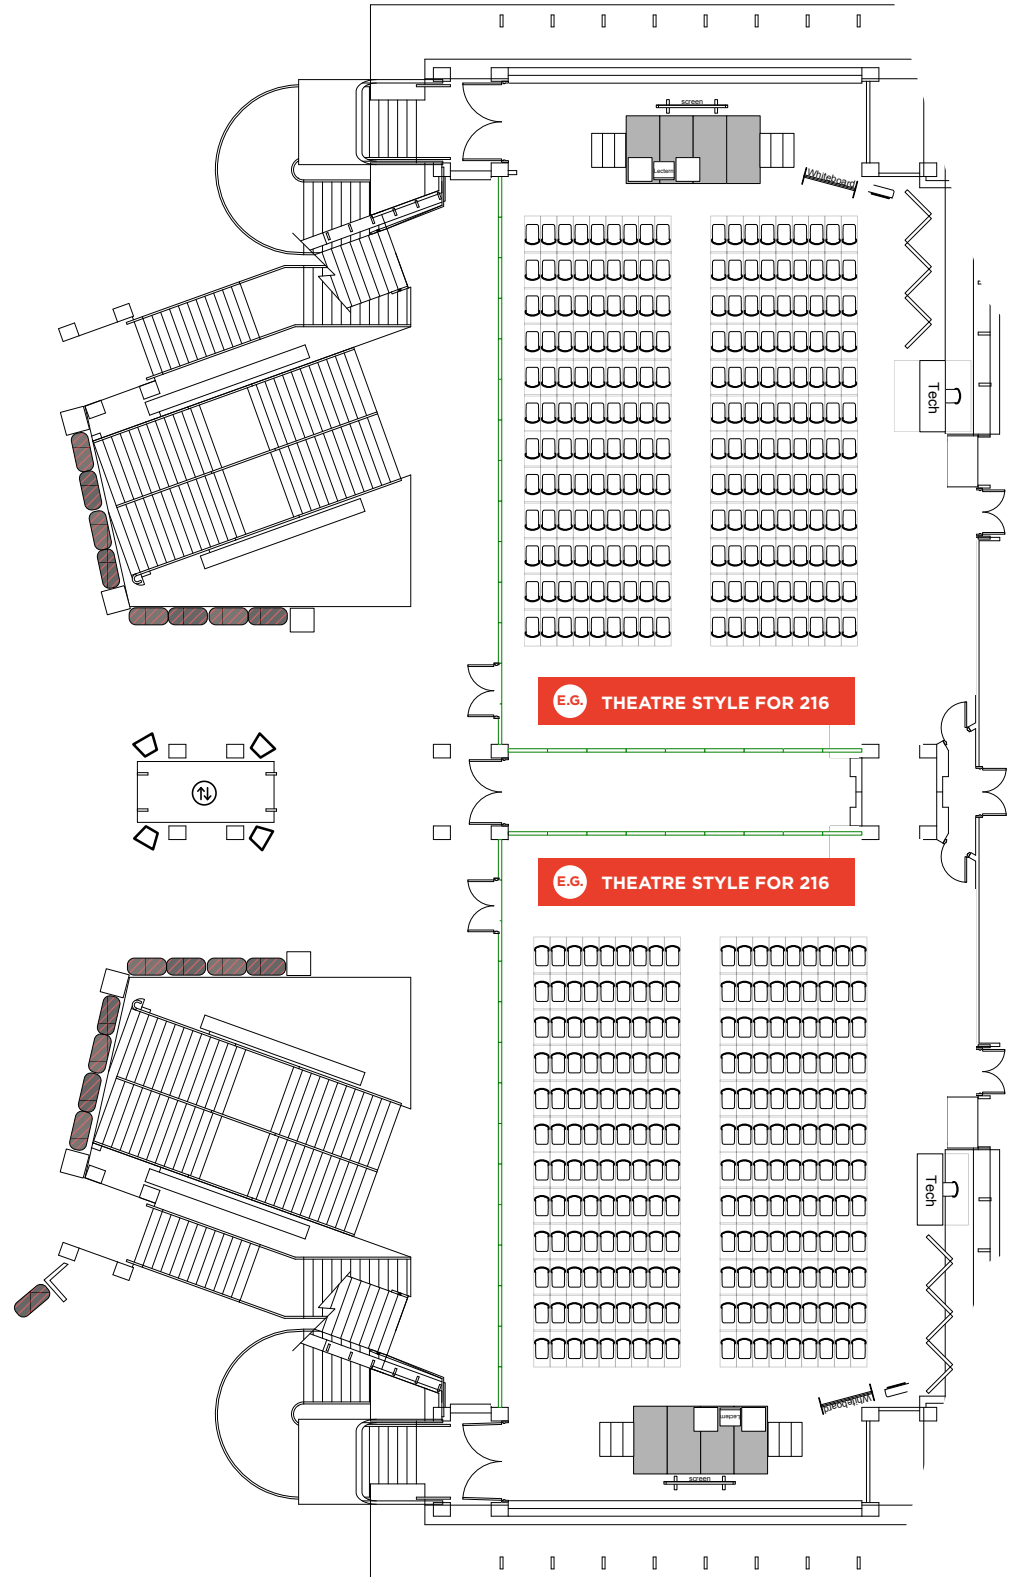 screen
Lectern
Whiteboard
Tech
E.G. THEATRE STYLE FOR 216
E.G. THEATRE STYLE FOR 216
Tech
Whiteboard
Lectern
screen